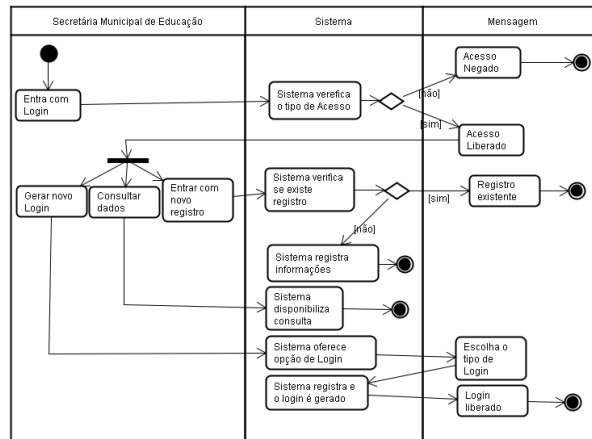 Secretária Municipal de Educação
Sistema
Mensagem
Entra com
Login
Sistema verefica
o tipo de Acesso
[não]
Acesso
Negado
[sim]
Acesso
Liberado
Gerar novo
Login
Consultar
dados
Entrar com
novo
registro
Sistema verifica
se existe
registro
[sim]
Registro
existente
[não]
Sistema registra
informações
Sistema
disponibiliza
consulta
Sistema oferece
opção de Login
Escolha o
tipo de
Login
Sistema registra e
o login é gerado
Login
liberado